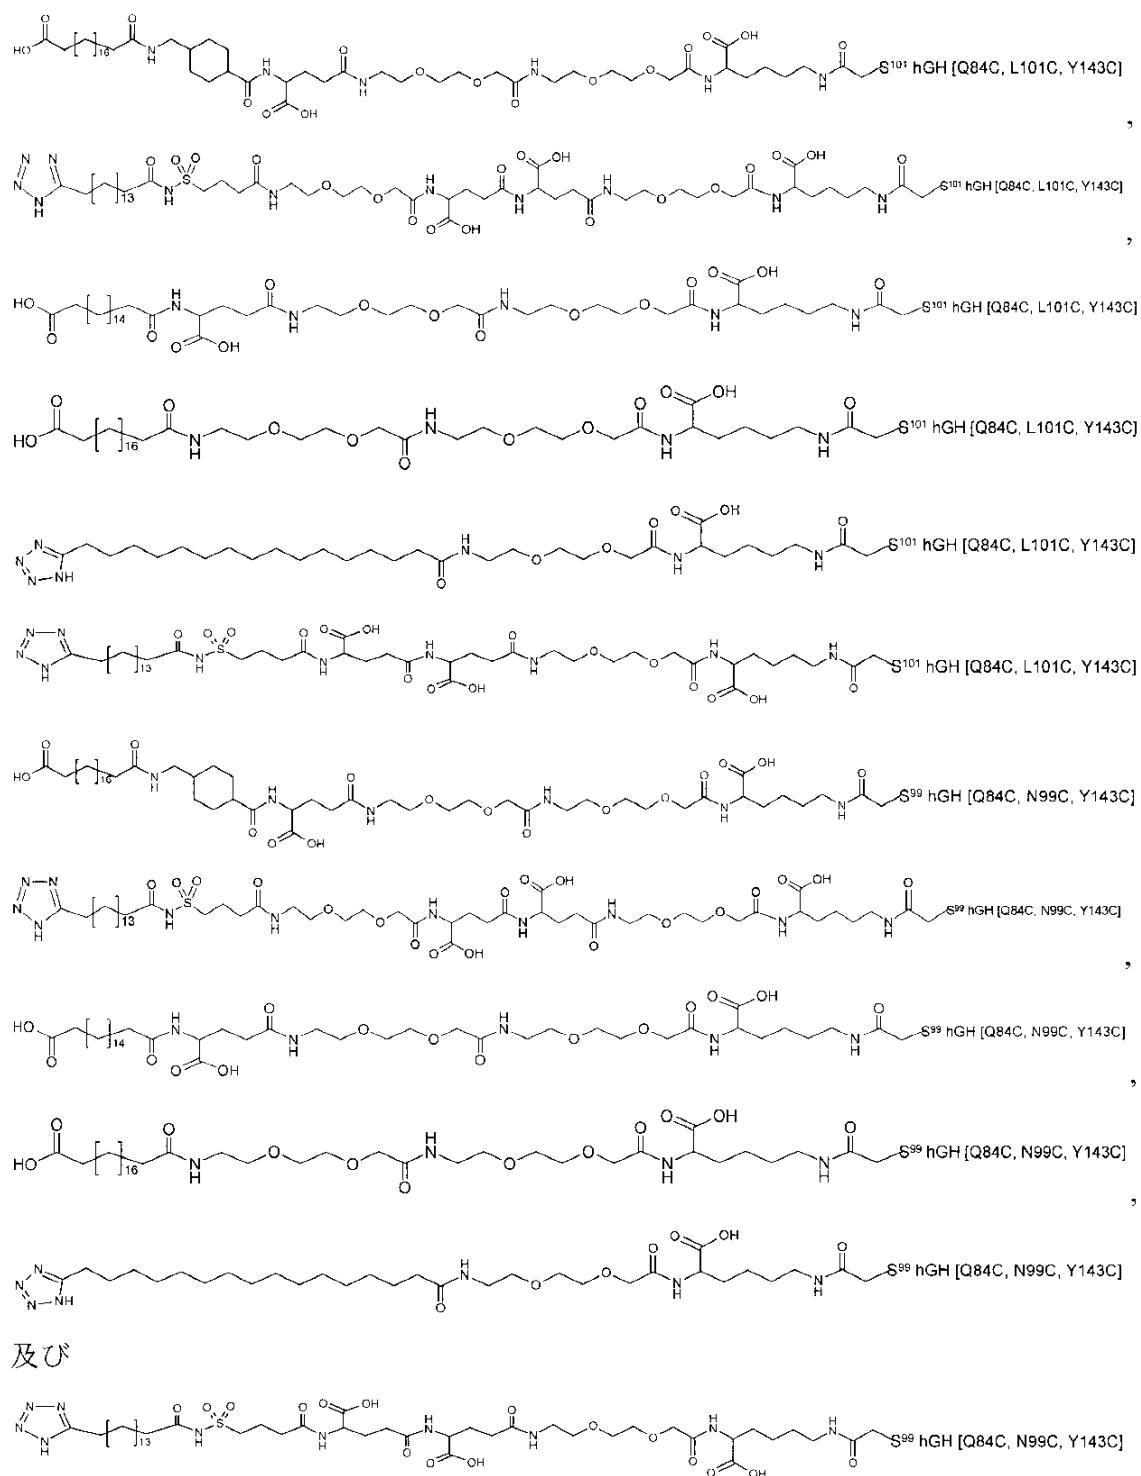 S¹⁰¹ hGH [Q84C, L101C, Y143C]
,
S¹⁰¹ hGH [Q84C, L101C, Y143C]
,
S¹⁰¹ hGH [Q84C, L101C, Y143C]
S¹⁰¹ hGH [Q84C, L101C, Y143C]
S¹⁰¹ hGH [Q84C, L101C, Y143C]
S¹⁰¹ hGH [Q84C, L101C, Y143C]
S⁹⁹ hGH [Q84C, N99C, Y143C]
S⁹⁹ hGH [Q84C, N99C, Y143C]
,
S⁹⁹ hGH [Q84C, N99C, Y143C]
,
S⁹⁹ hGH [Q84C, N99C, Y143C]
,
S⁹⁹ hGH [Q84C, N99C, Y143C]
及び
S⁹⁹ hGH [Q84C, N99C, Y143C]